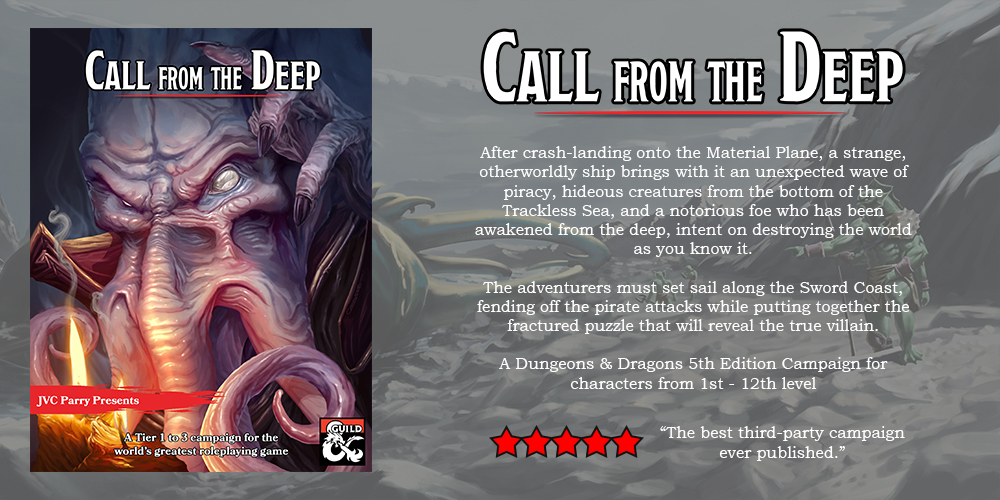 CALL FROM THE DEEP
JVC Parry Presents
A Tier 1 to 3 campaign for the
world's greatest roleplaying game
GUILD
CALL FROM THE DEEP
After crash-landing onto the Material Plane, a strange,
otherworldly ship brings with it an unexpected wave of
piracy, hideous creatures from the bottom of the
Trackless Sea, and a notorious foe who has been
awakened from the deep, intent on destroying the world
as you know it.
The adventurers must set sail along the Sword Coast,
fending off the pirate attacks while putting together the
fractured puzzle that will reveal the true villain.
A Dungeons & Dragons 5th Edition Campaign for
characters from 1st - 12th level
“The best third-party campaign
ever published.”